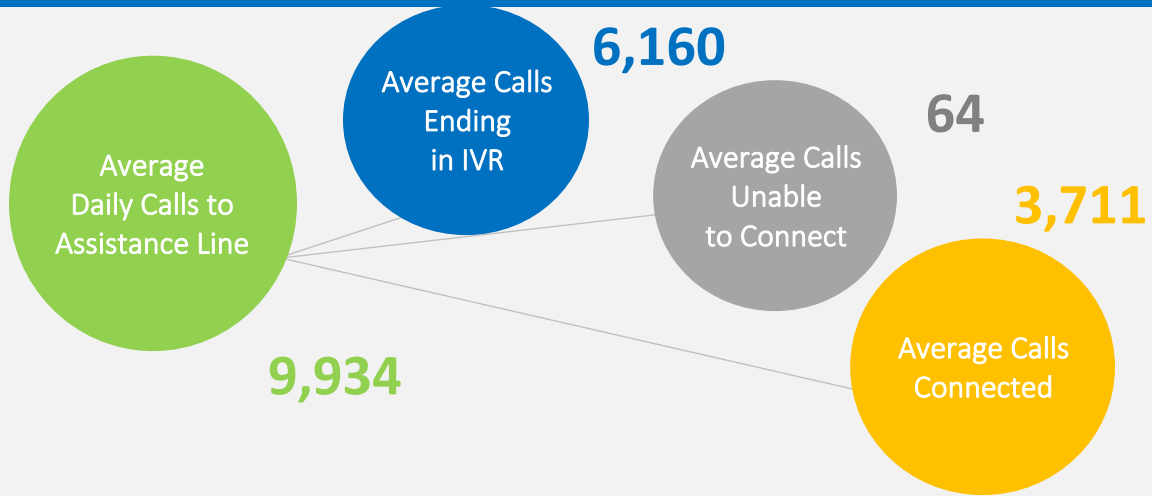 Average
Daily Calls to
Assistance Line
9,934
Average Calls
Ending
in IVR
6,160
Average Calls
Unable
to Connect
64
Average Calls
Connected
3,711